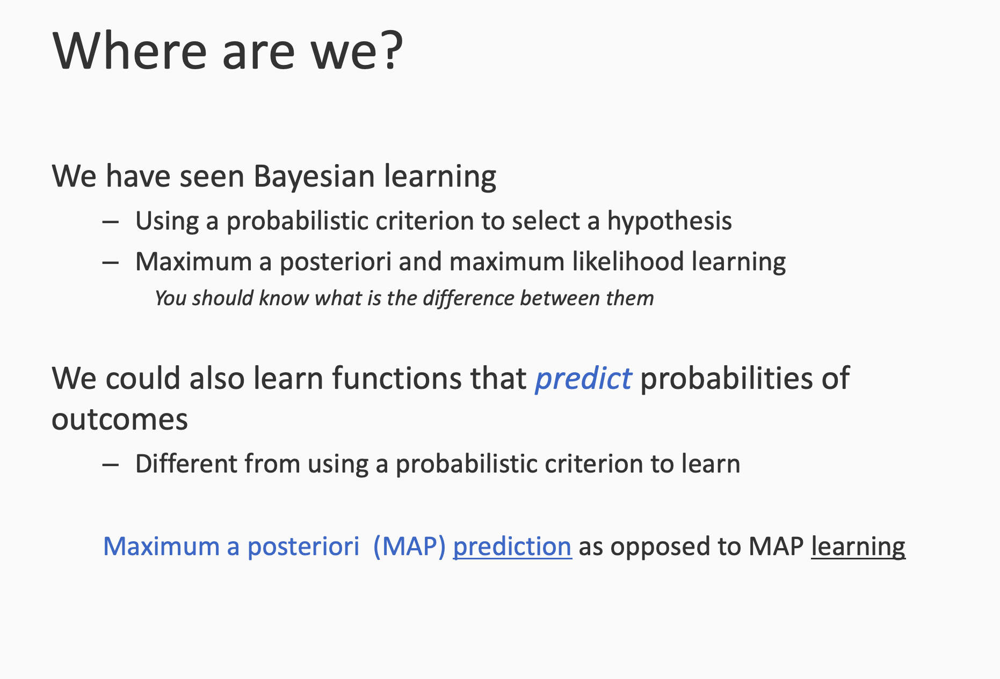 Where are we?
We have seen Bayesian learning
– Using a probabilistic criterion to select a hypothesis
– Maximum a posteriori and maximum likelihood learning
You should know what is the difference between them
We could also learn functions that predict probabilities of
outcomes
– Different from using a probabilistic criterion to learn
Maximum a posteriori (MAP) prediction as opposed to MAP learning